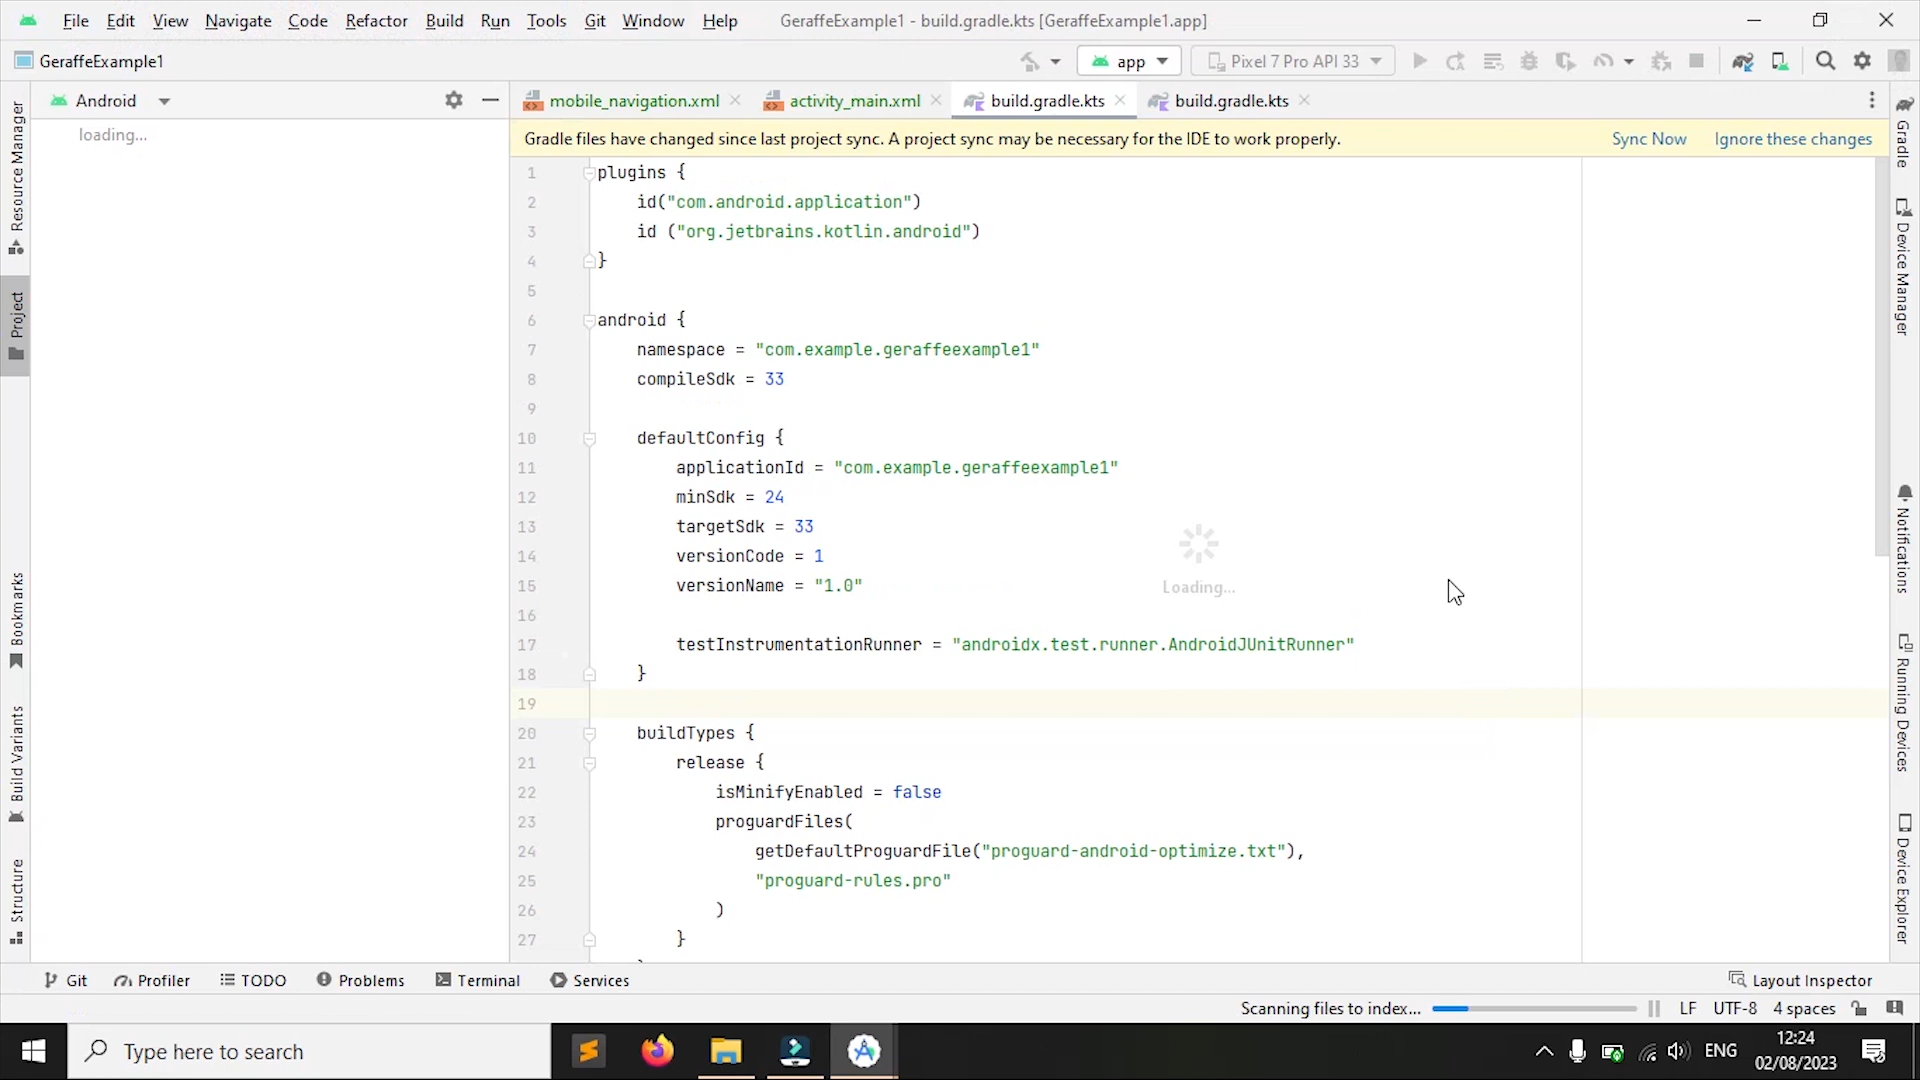 File Edit View Navigate Code Refactor Build Run Tools Git Window Help GeraffeExample1 - build.gradle.kts [GeraffeExample1.app]
GeraffeExample1 app Pixel 7 Pro API 33
Android mobile_navigation.xml activity_main.xml build.gradle.kts build.gradle.kts
loading...
Gradle files have changed since last project sync. A project sync may be necessary for the IDE to work properly. Sync Now Ignore these changes
1 plugins {
2 id("com.android.application")
3 id ("org.jetbrains.kotlin.android")
4 }
5
6 android {
7 namespace = "com.example.geraffeexample1"
8 compileSdk = 33
9
10 defaultConfig {
11 applicationId = "com.example.geraffeexample1"
12 minSdk = 24
13 targetSdk = 33
14 versionCode = 1
15 versionName = "1.0"
16
17 testInstrumentationRunner = "androidx.test.runner.AndroidJUnitRunner"
18 }
19
20 buildTypes {
21 release {
22 isMinifyEnabled = false
23 proguardFiles(
24 getDefaultProguardFile("proguard-android-optimize.txt"),
25 "proguard-rules.pro"
26 )
27 }
Loading...
Resource Manager
Project
Bookmarks
Build Variants
Structure
Gradle
Device Manager
Notifications
Running Devices
Device Explorer
Git Profiler TODO Problems Terminal Services Layout Inspector
Scanning files to index... LF UTF-8 4 spaces
Type here to search ENG 12:24
02/08/2023